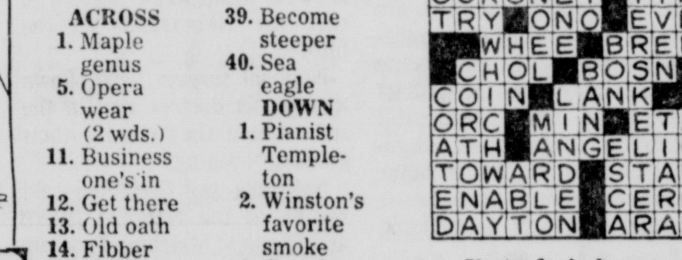 ACROSS
1. Maple
genus
5. Opera
wear
(2 wds.)
11. Business
one's in
12. Get there
13. Old oath
14. Fibber
39. Become
steeper
40. Sea
eagle
DOWN
1. Pianist
Temple-
ton
2. Winston's
favorite
smoke
TRY ONO EV
WHEE BRE
CHOL BOSN
COIN LANK
ORC MIN ET
ATH ANGELI
TOWARD STA
ENABLE CER
DAYTON ARA